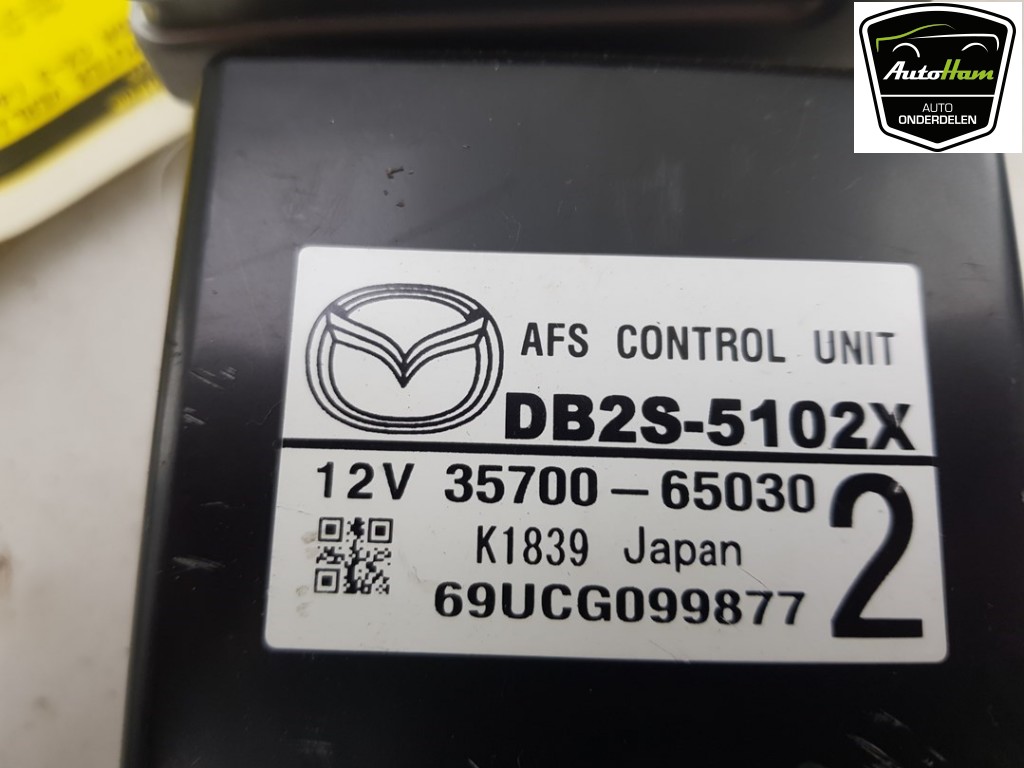 AutoHam
AUTO
ONDERDELEN
AFS CONTROL UNIT
DB2S-5102X
12V 35700-65030 2
K1839 Japan
69UCG099877